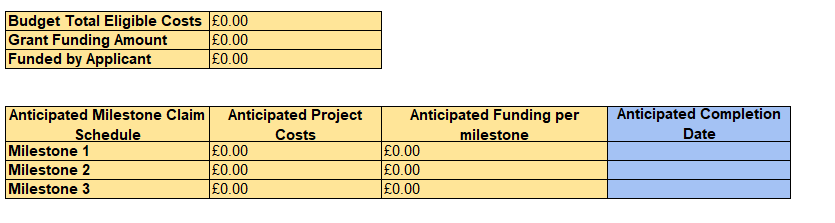 Budget Total Eligible Costs £0.00
Grant Funding Amount £0.00
Funded by Applicant £0.00
Anticipated Milestone Claim Schedule Anticipated Project Costs Anticipated Funding per milestone Anticipated Completion Date
Milestone 1 £0.00 £0.00
Milestone 2 £0.00 £0.00
Milestone 3 £0.00 £0.00